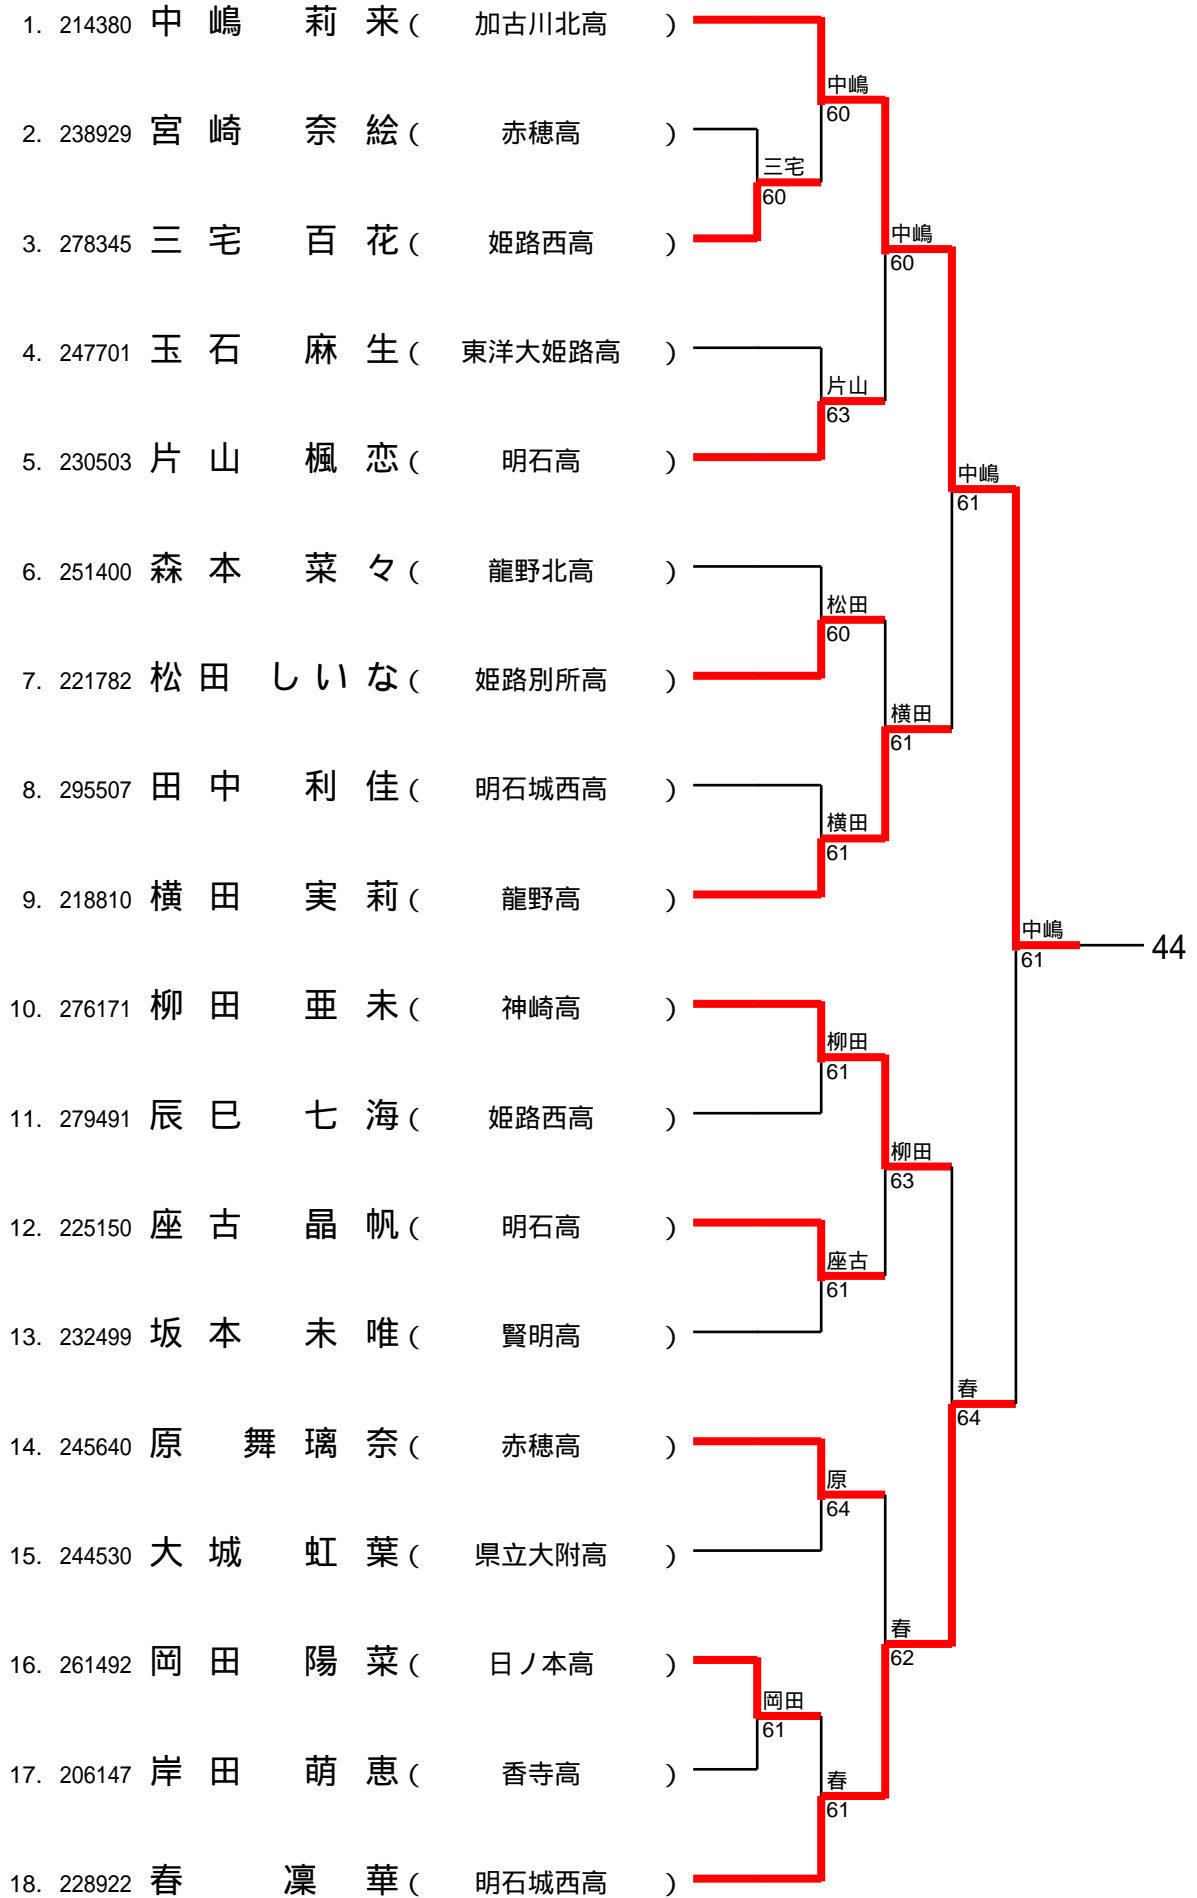 1. 214380 中嶋 莉来( 加古川北高 )
中嶋
60
2. 238929 宮崎 奈絵( 赤穂高 )
三宅
60
3. 278345 三宅 百花( 姫路西高 )
中嶋
60
4. 247701 玉石 麻生( 東洋大姫路高 )
片山
63
5. 230503 片山 楓恋( 明石高 )
中嶋
61
6. 251400 森本 菜々( 龍野北高 )
松田
60
7. 221782 松田 しいな( 姫路別所高 )
横田
61
8. 295507 田中 利佳( 明石城西高 )
横田
61
9. 218810 横田 実莉( 龍野高 )
中嶋
61
44
10. 276171 柳田 亜未( 神崎高 )
柳田
61
11. 279491 辰巳 七海( 姫路西高 )
柳田
63
12. 225150 座古 晶帆( 明石高 )
座古
61
13. 232499 坂本 未唯( 賢明高 )
春
64
14. 245640 原 舞璃奈( 赤穂高 )
原
64
15. 244530 大城 虹葉( 県立大附高 )
春
62
16. 261492 岡田 陽菜( 日ノ本高 )
岡田
61
17. 206147 岸田 萌恵( 香寺高 )
春
61
18. 228922 春 凜華( 明石城西高 )